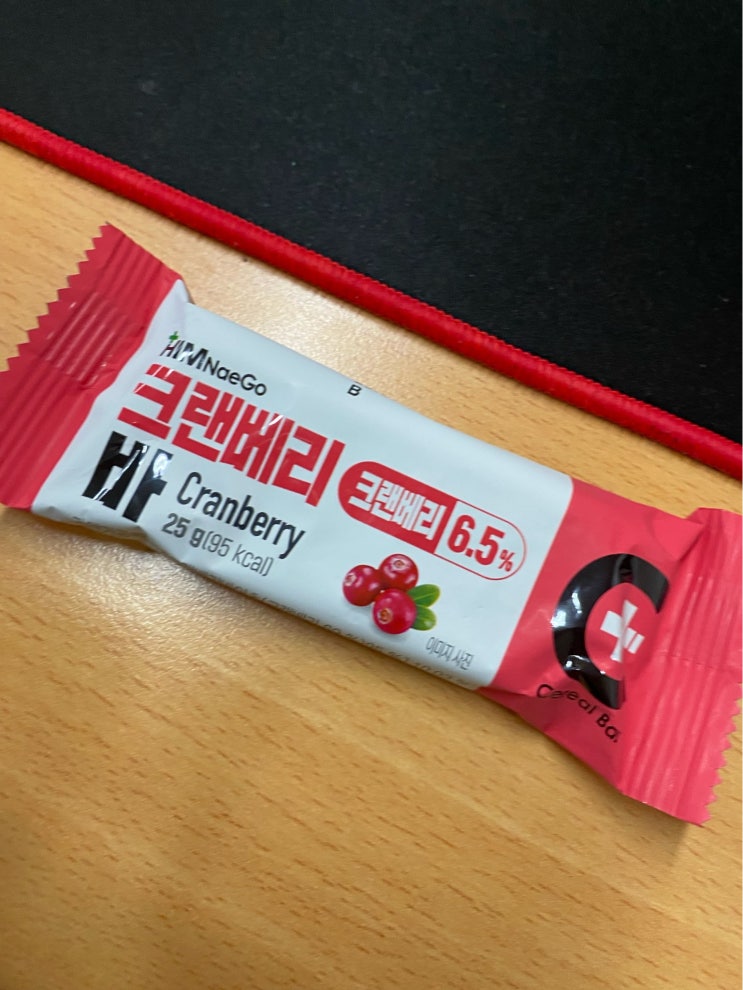 HIMNaeGo
B
크랜베리
바
Cranberry
25 g(95 kcal)
크랜베리 6.5%
이미지 사진
C+
Cereal Bar